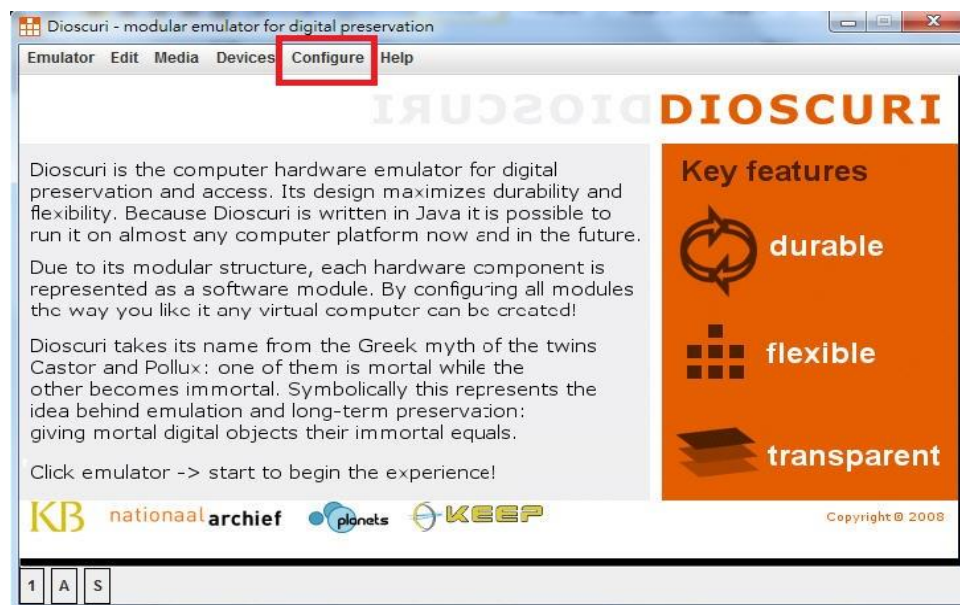 Dioscuri - modular emulator for digital preservation
Emulator Edit Media Devices Configure Help
DIOSCURI DIOSCURI
Dioscuri is the computer hardware emulator for digital
preservation and access. Its design maximizes durability and
flexibility. Because Dioscuri is written in Java it is possible to
run it on almost any computer platform now and in the future.
Due to its modular structure, each hardware component is
represented as a software module. By configuring all modules
the way you like it any virtual computer can be created!
Dioscuri takes its name from the Greek myth of the twins
Castor and Pollux: one of them is mortal while the
other becomes immortal. Symbolically this represents the
idea behind emulation and long-term preservation:
giving mortal digital objects their immortal equals.
Click emulator -> start to begin the experience!
Key features
durable
flexible
transparent
KB nationaal archief planets KEEP
Copyright © 2008
1 A S